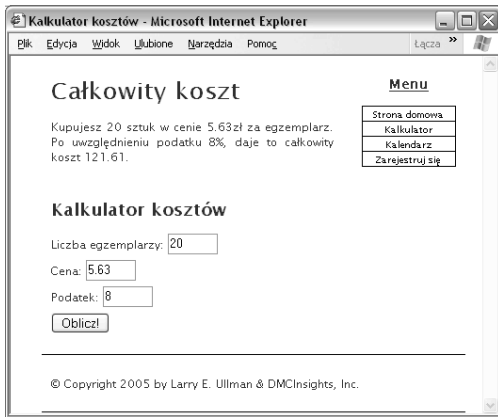 Kalkulator kosztów - Microsoft Internet Explorer
Plik Edycja Widok Ulubione Narzędzia Pomoc Łącza »
Całkowity koszt
Kupujesz 20 sztuk w cenie 5.63zł za egzemplarz.
Po uwzględnieniu podatku 8%, daje to całkowity
koszt 121.61.
Menu
Strona domowa
Kalkulator
Kalendarz
Zarejestruj się
Kalkulator kosztów
Liczba egzemplarzy: 20
Cena: 5.63
Podatek: 8
Oblicz!
© Copyright 2005 by Larry E. Ullman & DMCInsights, Inc.